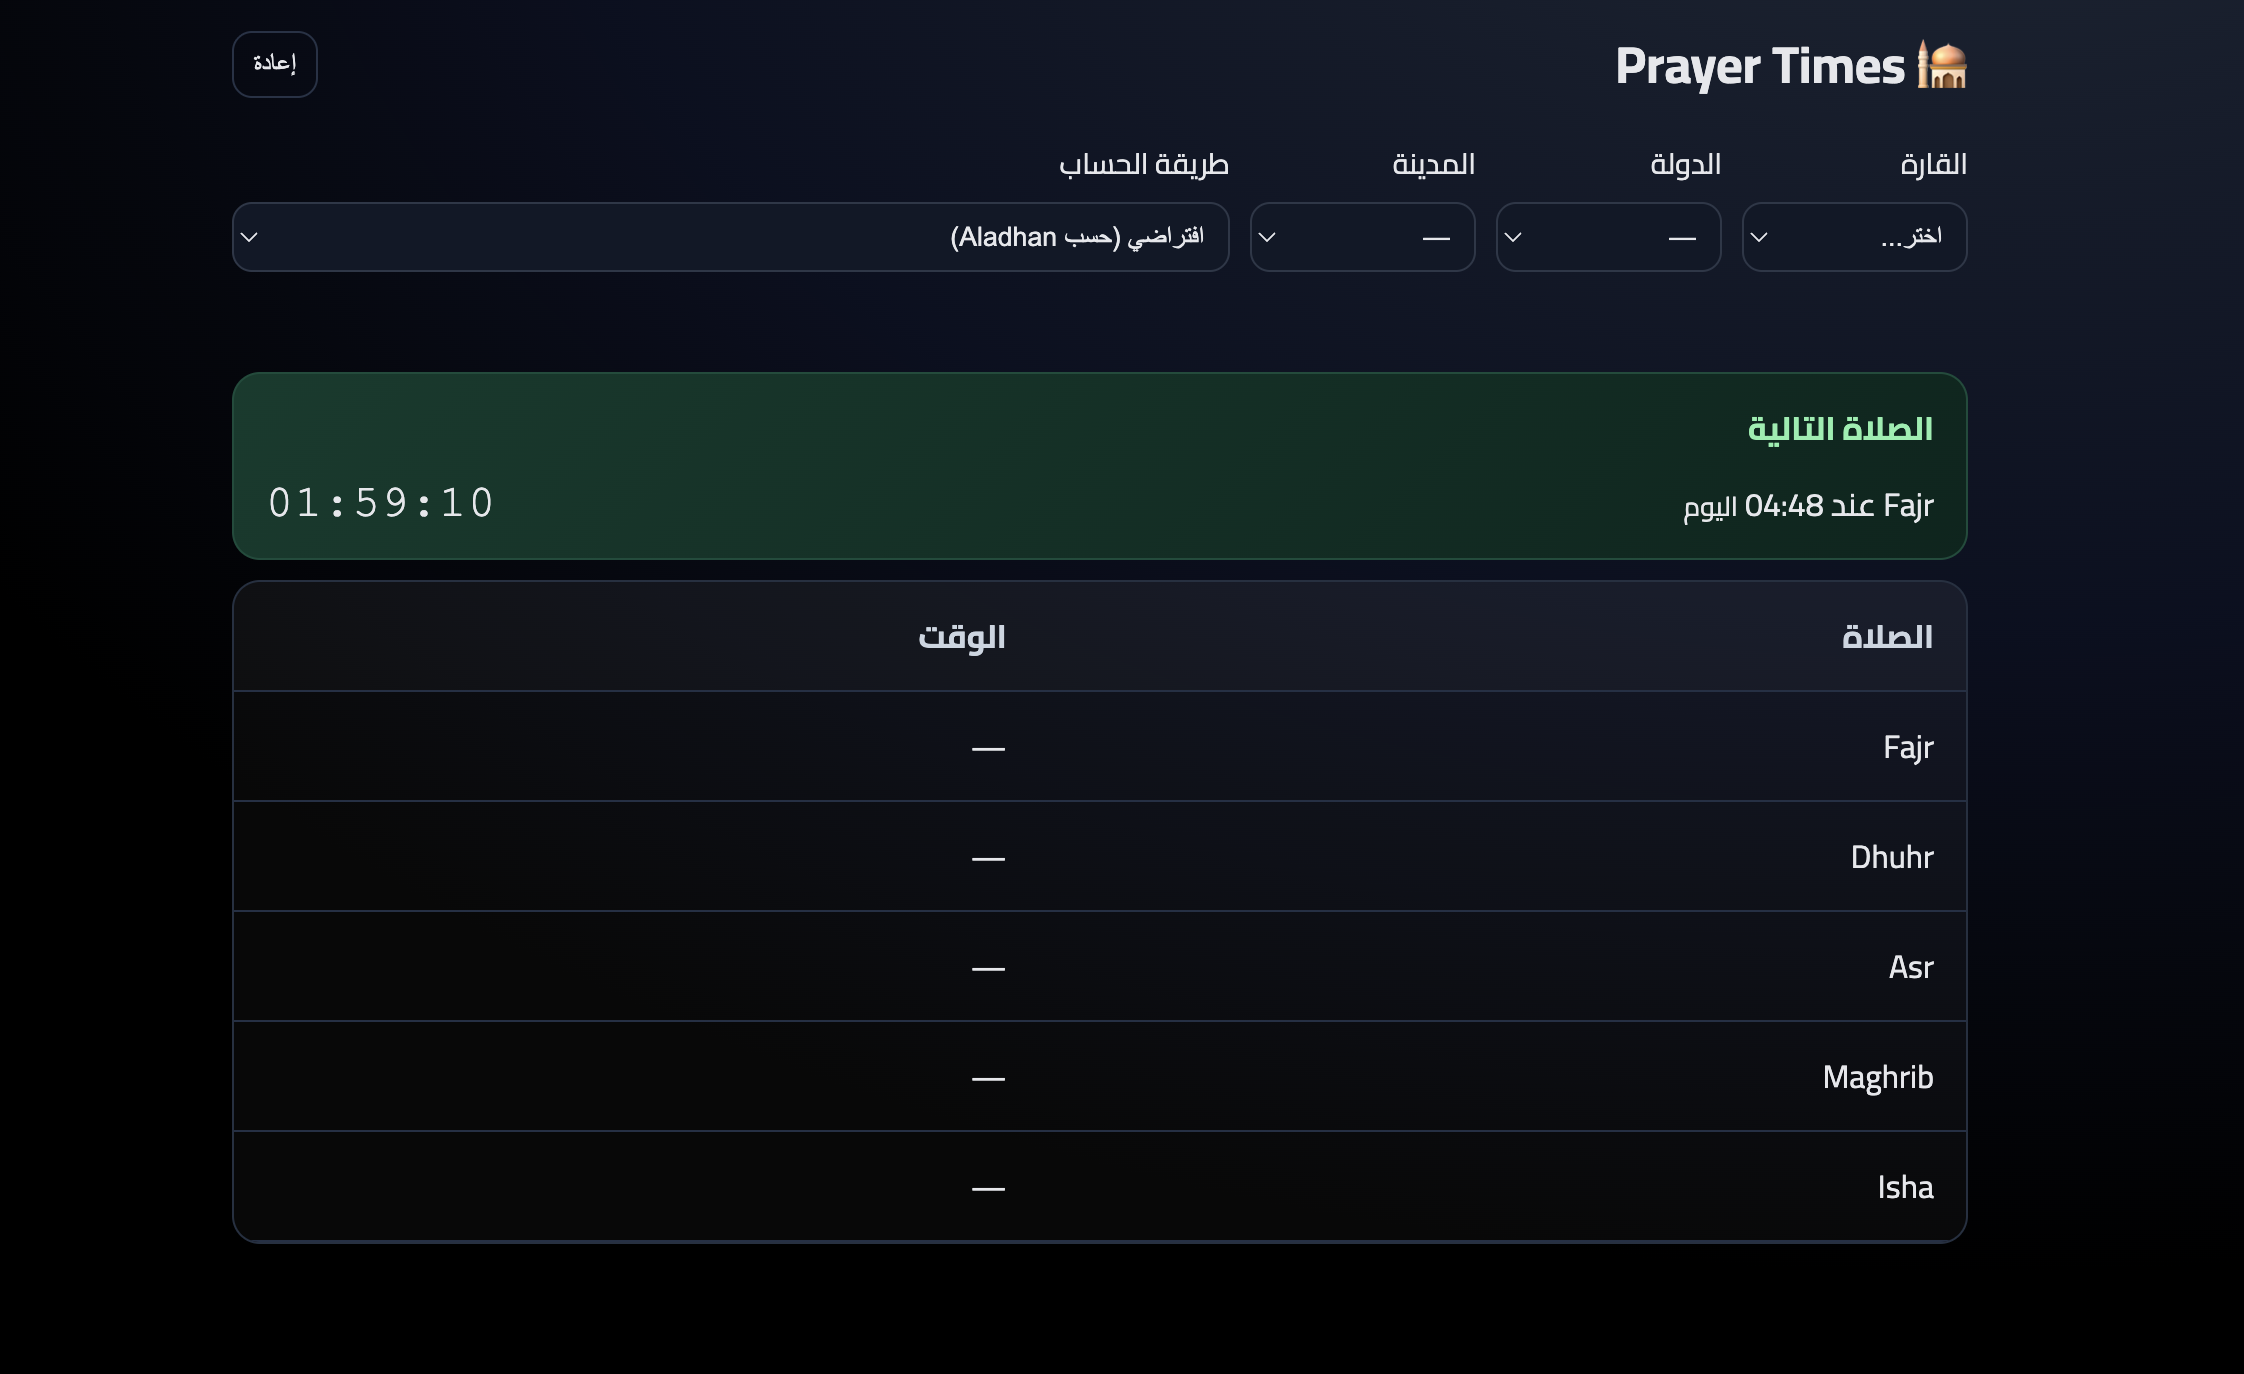 Prayer Times
إعادة
القارة
الدولة
المدينة
طريقة الحساب
اختر...
—
—
افتراضي (حسب Aladhan)
الصلاة التالية
Fajr عند 04:48 اليوم
01:59:10
الصلاة الوقت
Fajr —
Dhuhr —
Asr —
Maghrib —
Isha —